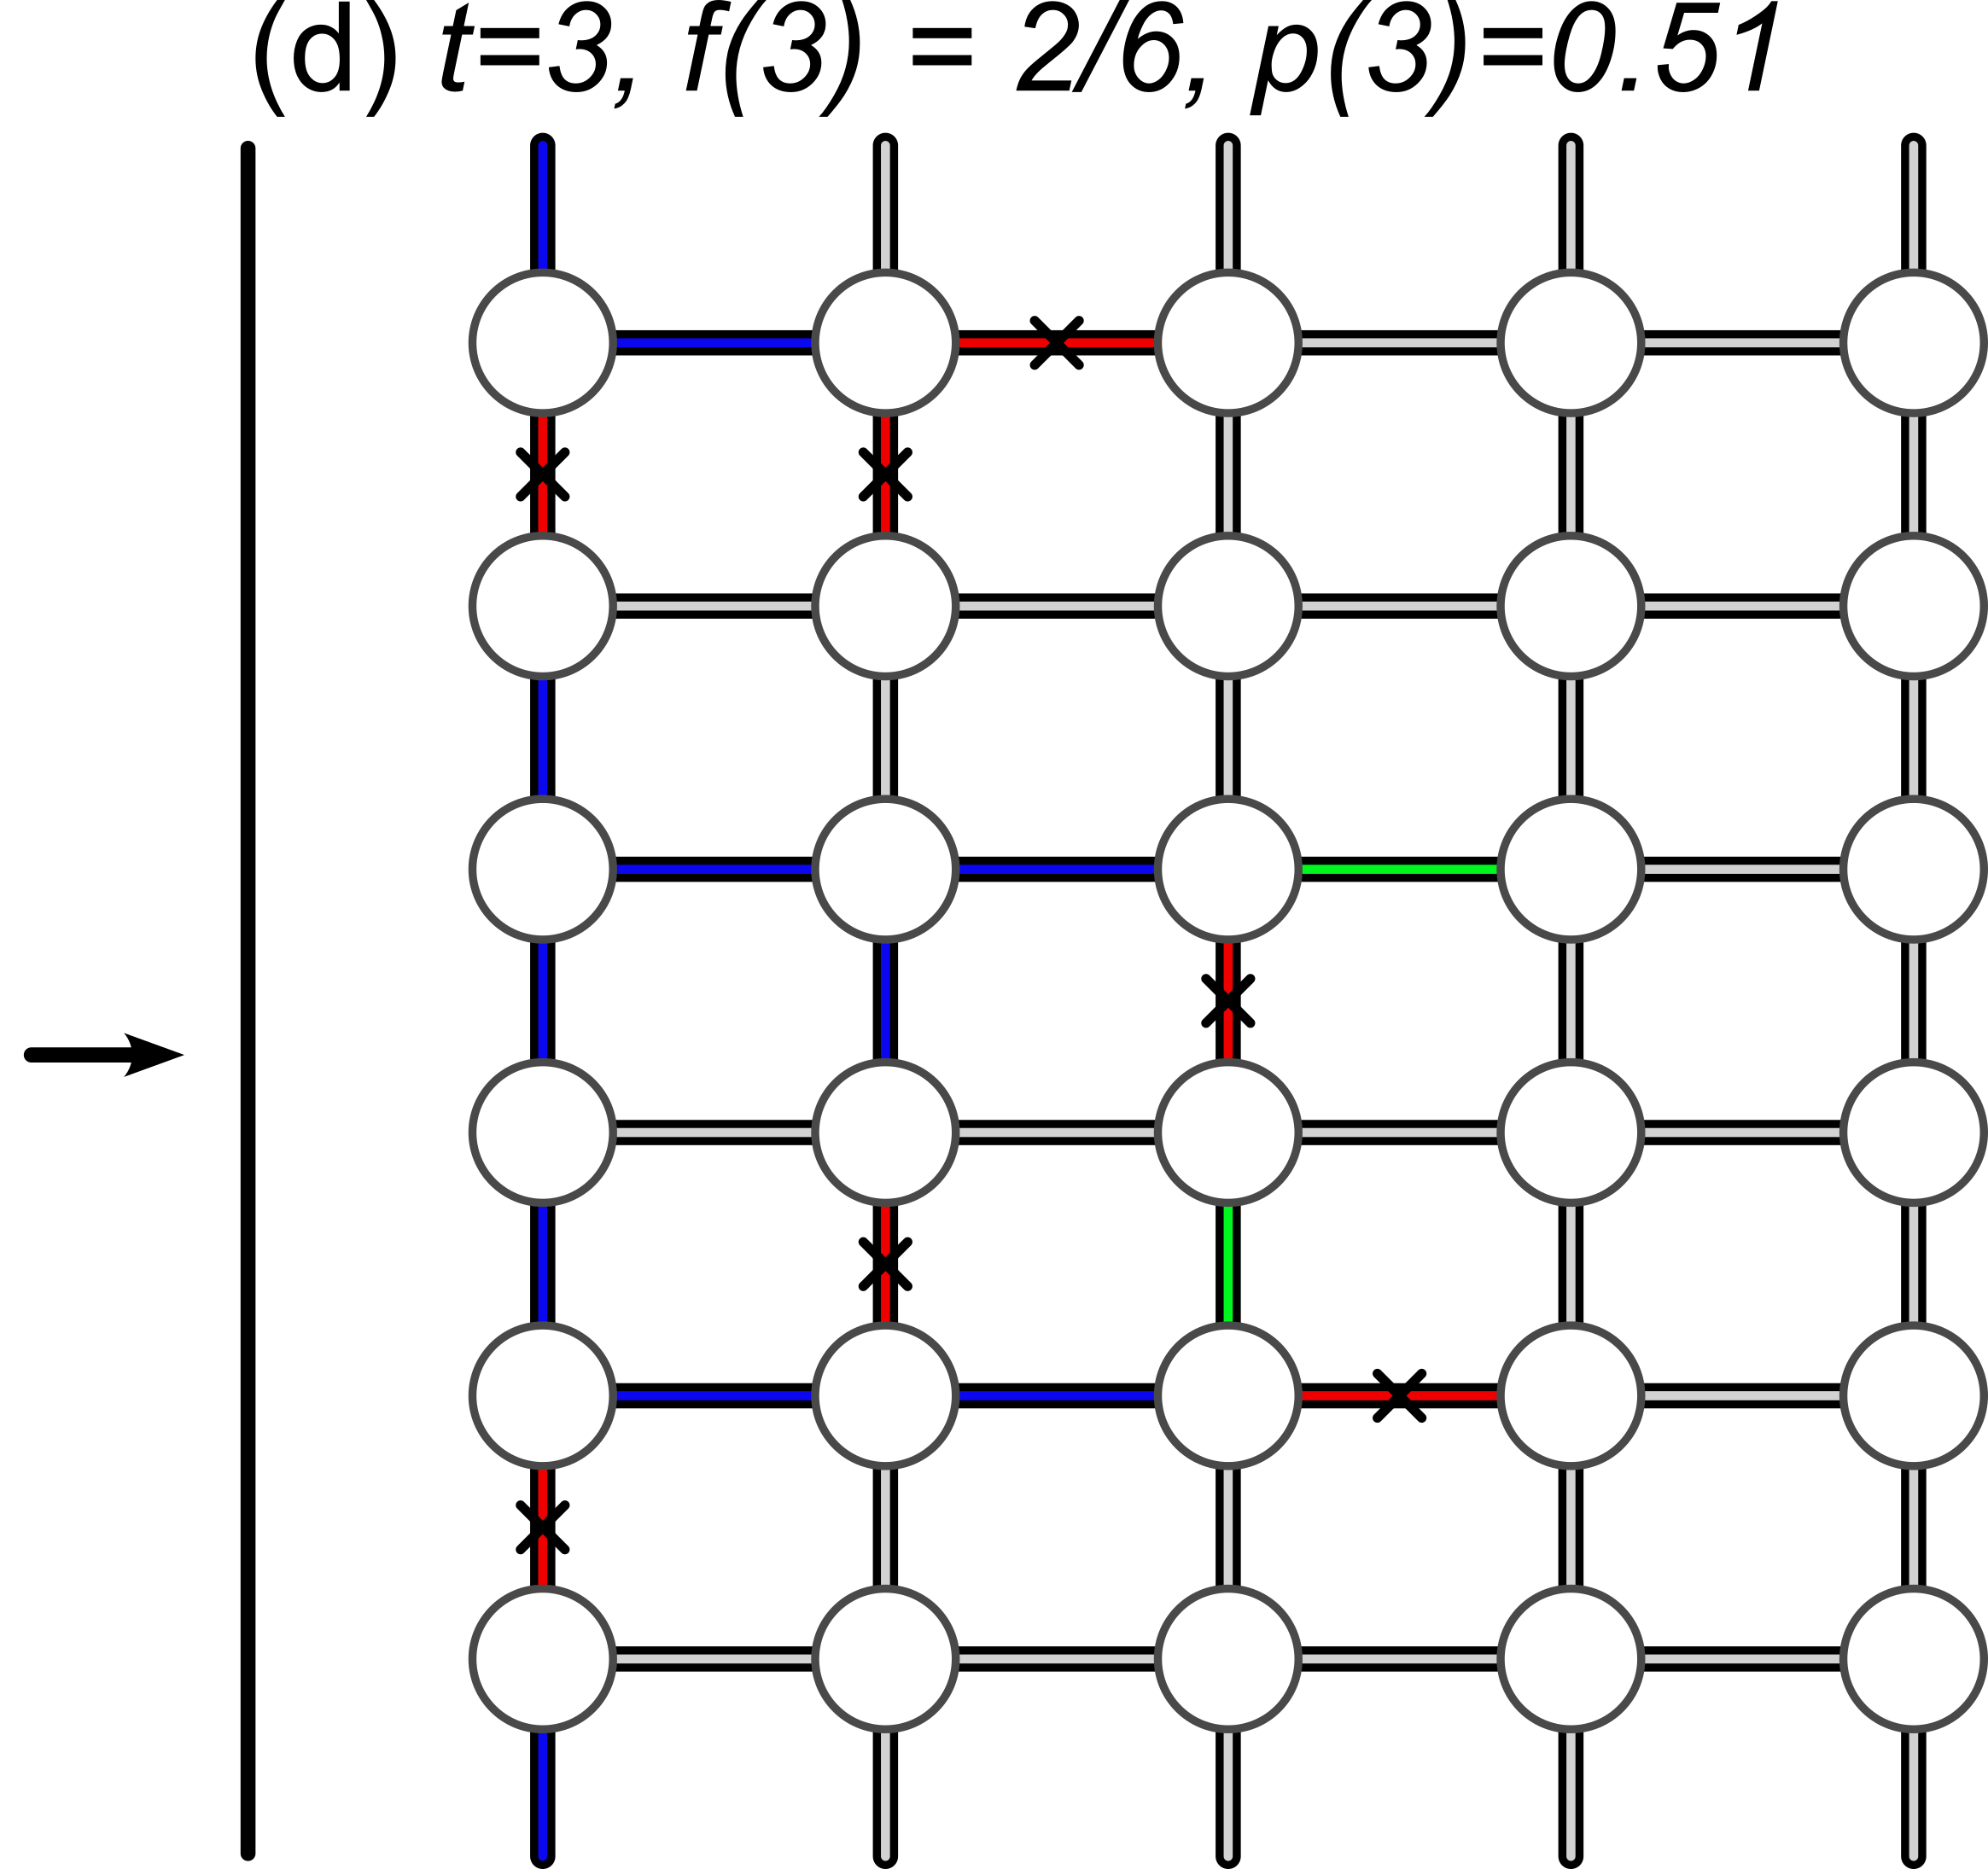 (d) t=3, f(3) = 2/6, p(3)=0.51